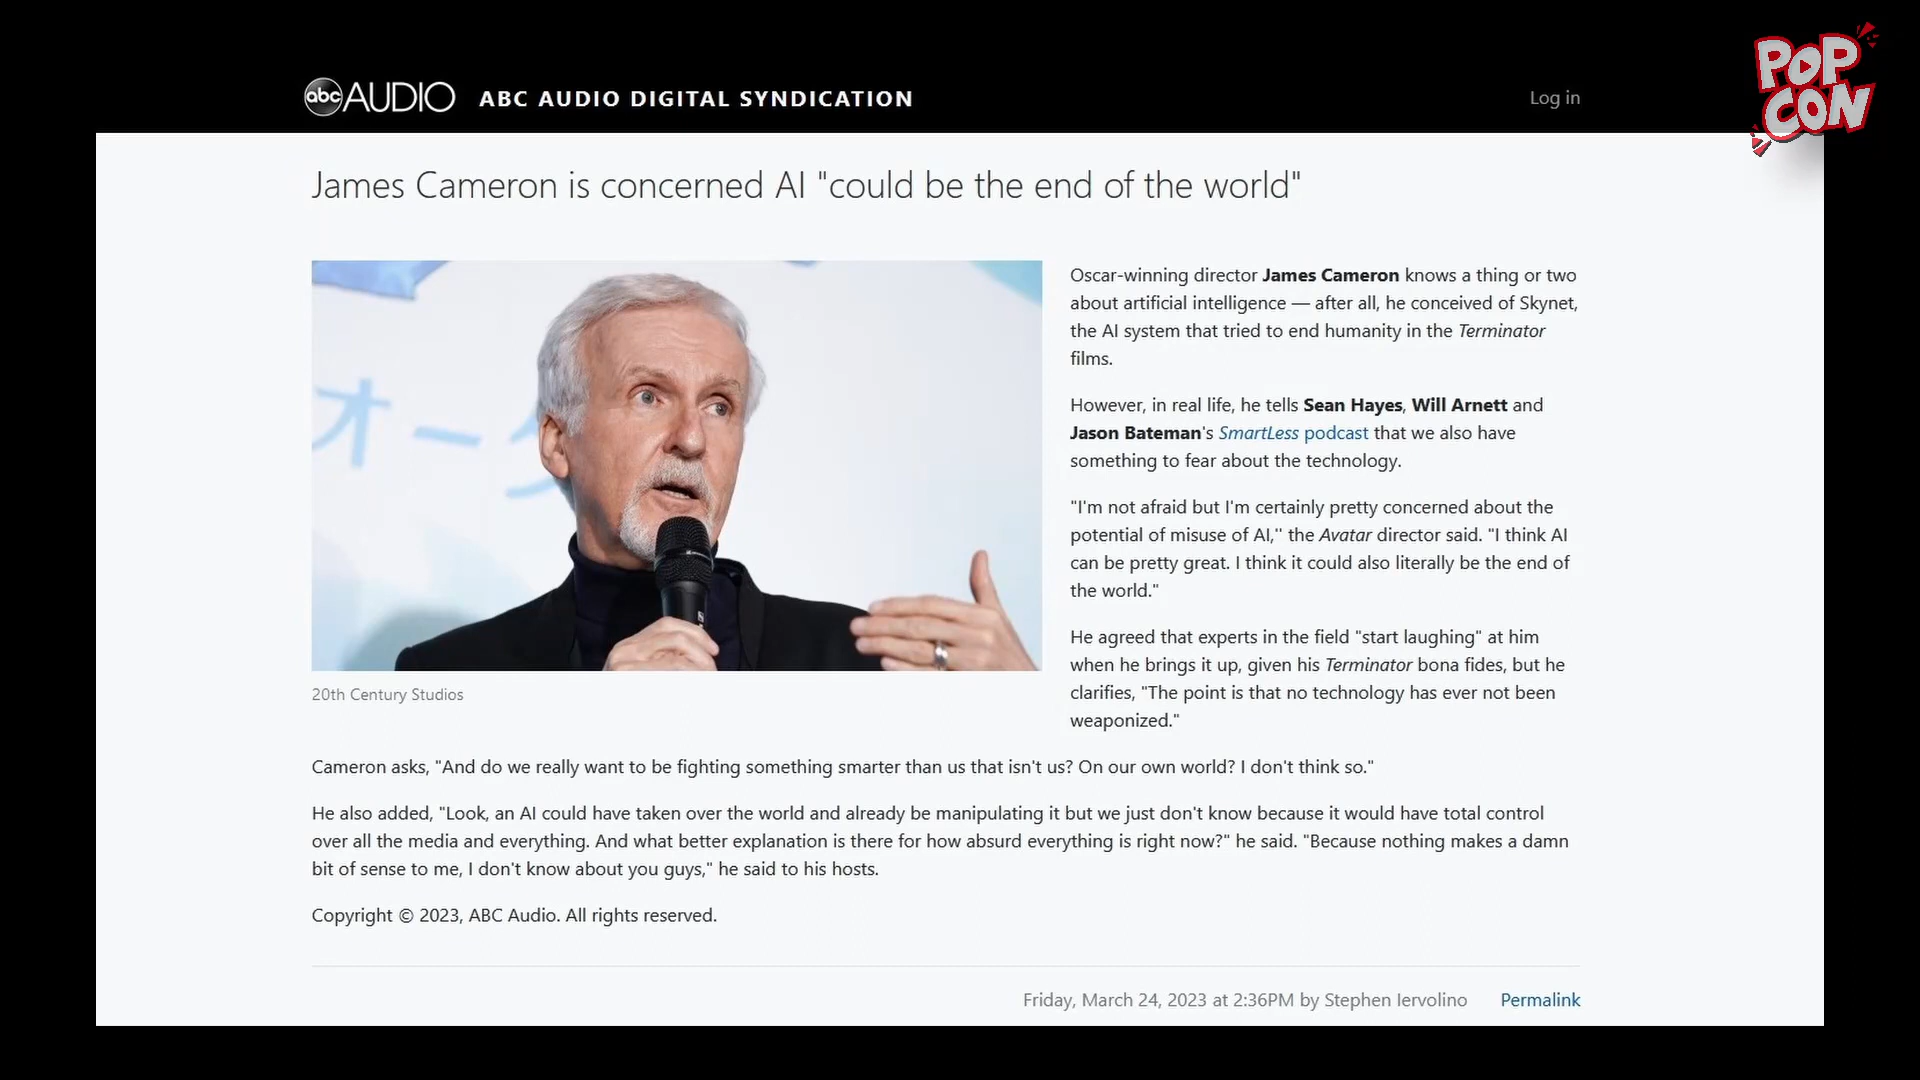 abc AUDIO ABC AUDIO DIGITAL SYNDICATION
Log in
POP
CON
James Cameron is concerned AI "could be the end of the world"
オーク
20th Century Studios
Oscar-winning director James Cameron knows a thing or two
about artificial intelligence — after all, he conceived of Skynet,
the AI system that tried to end humanity in the Terminator
films.
However, in real life, he tells Sean Hayes, Will Arnett and
Jason Bateman's SmartLess podcast that we also have
something to fear about the technology.
"I'm not afraid but I'm certainly pretty concerned about the
potential of misuse of AI," the Avatar director said. "I think AI
can be pretty great. I think it could also literally be the end of
the world."
He agreed that experts in the field "start laughing" at him
when he brings it up, given his Terminator bona fides, but he
clarifies, "The point is that no technology has ever not been
weaponized."
Cameron asks, "And do we really want to be fighting something smarter than us that isn't us? On our own world? I don't think so."
He also added, "Look, an AI could have taken over the world and already be manipulating it but we just don't know because it would have total control
over all the media and everything. And what better explanation is there for how absurd everything is right now?" he said. "Because nothing makes a damn
bit of sense to me, I don't know about you guys," he said to his hosts.
Copyright © 2023, ABC Audio. All rights reserved.
Friday, March 24, 2023 at 2:36PM by Stephen Iervolino Permalink